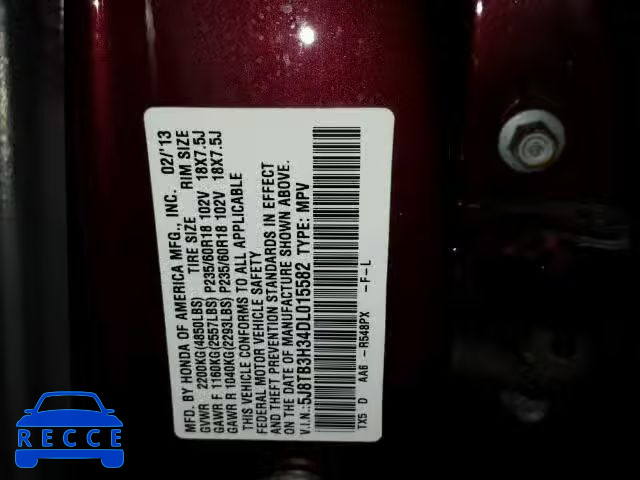 MFD. BY HONDA OF AMERICA MFG., INC. 02/'13
TIRE SIZE RIM SIZE
GVWR 2200KG(4850LBS)
GAWR F 1160KG(2557LBS) P235/60R18 102V 18X7.5J
GAWR R 1040KG(2293LBS) P235/60R18 102V 18X7.5J
THIS VEHICLE CONFORMS TO ALL APPLICABLE
FEDERAL MOTOR VEHICLE SAFETY
AND THEFT PREVENTION STANDARDS IN EFFECT
ON THE DATE OF MANUFACTURE SHOWN ABOVE.
V.I.N.:5J8TB3H34DL015582 TYPE: MPV
TX5 D AA6 -R548PX -F-L
RECCE